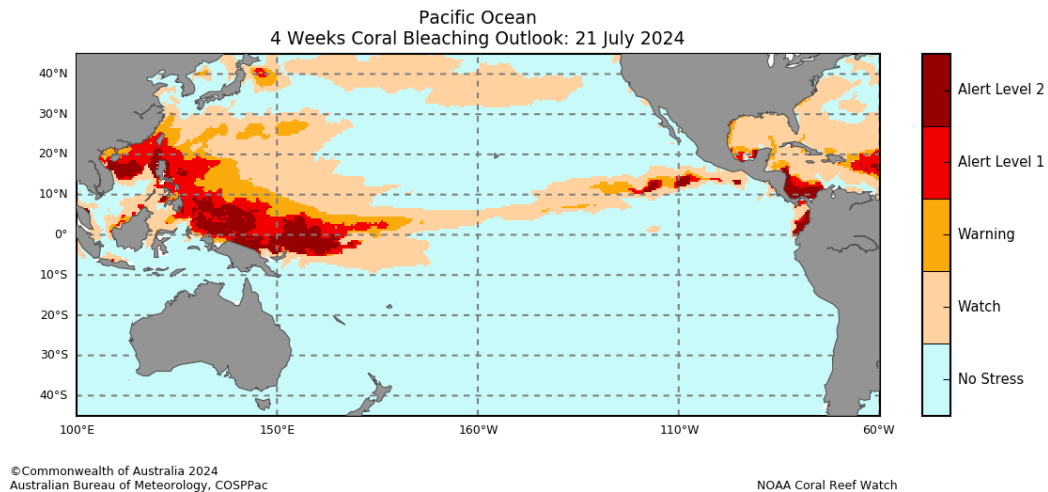 Pacific Ocean
4 Weeks Coral Bleaching Outlook: 21 July 2024
40°N
30°N
20°N
10°N
0°
10°S
20°S
30°S
40°S
100°E
150°E
160°W
110°W
60°W
Alert Level 2
Alert Level 1
Warning
Watch
No Stress
©Commonwealth of Australia 2024
Australian Bureau of Meteorology, COSPPac
NOAA Coral Reef Watch